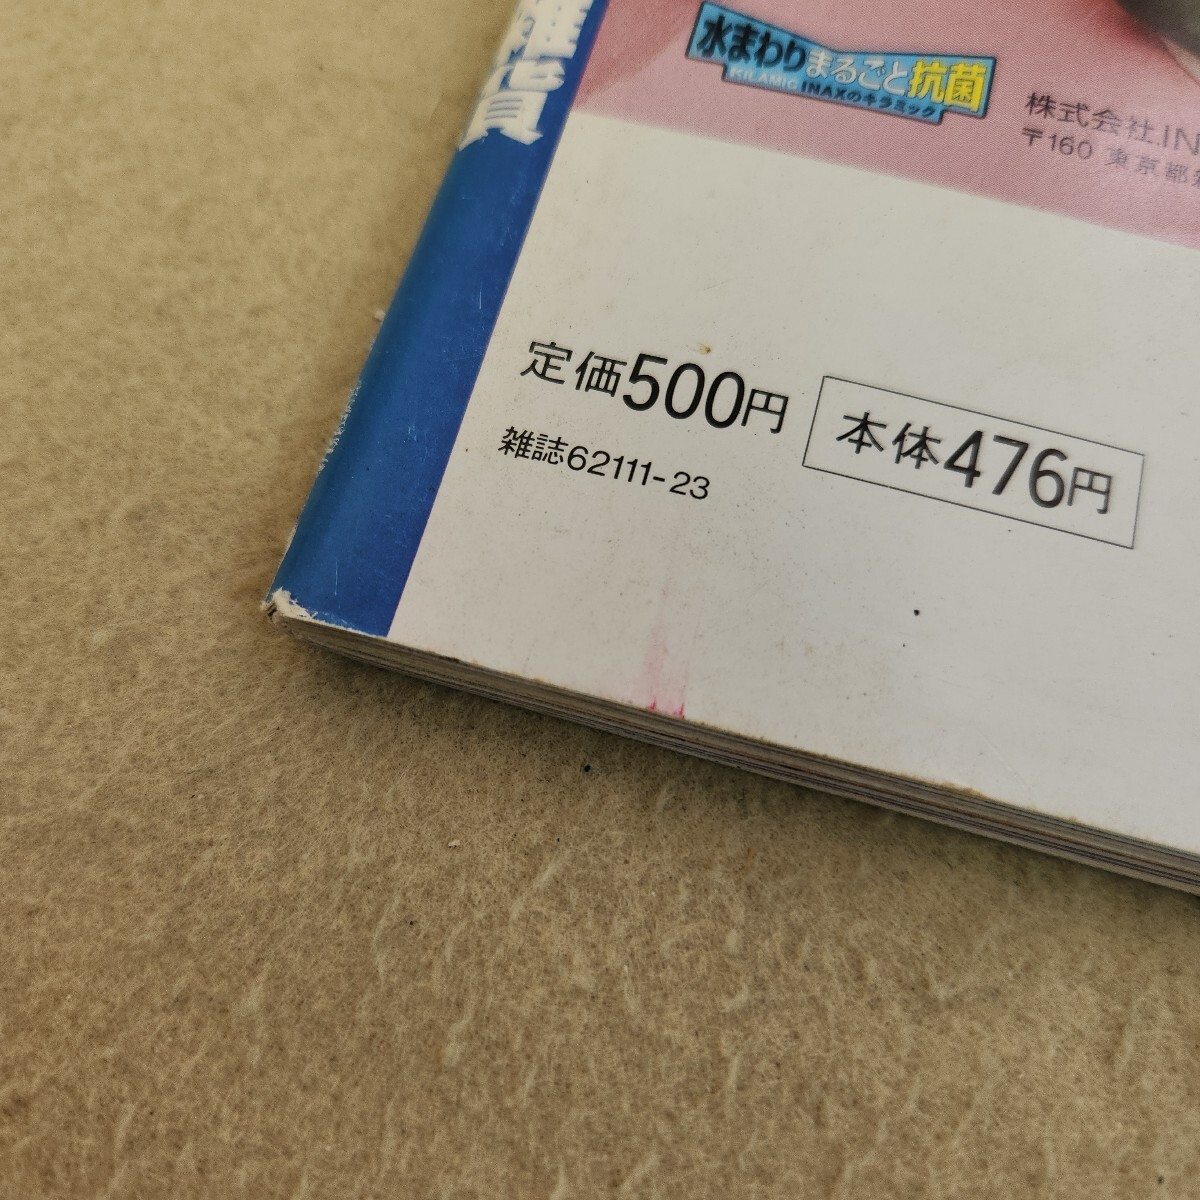 雑貨
水まわりまるごと抗菌
KILAMIC INAXのキラミック
株式会社IN
〒160 東京都
定価500円
本体476円
雑誌62111-23